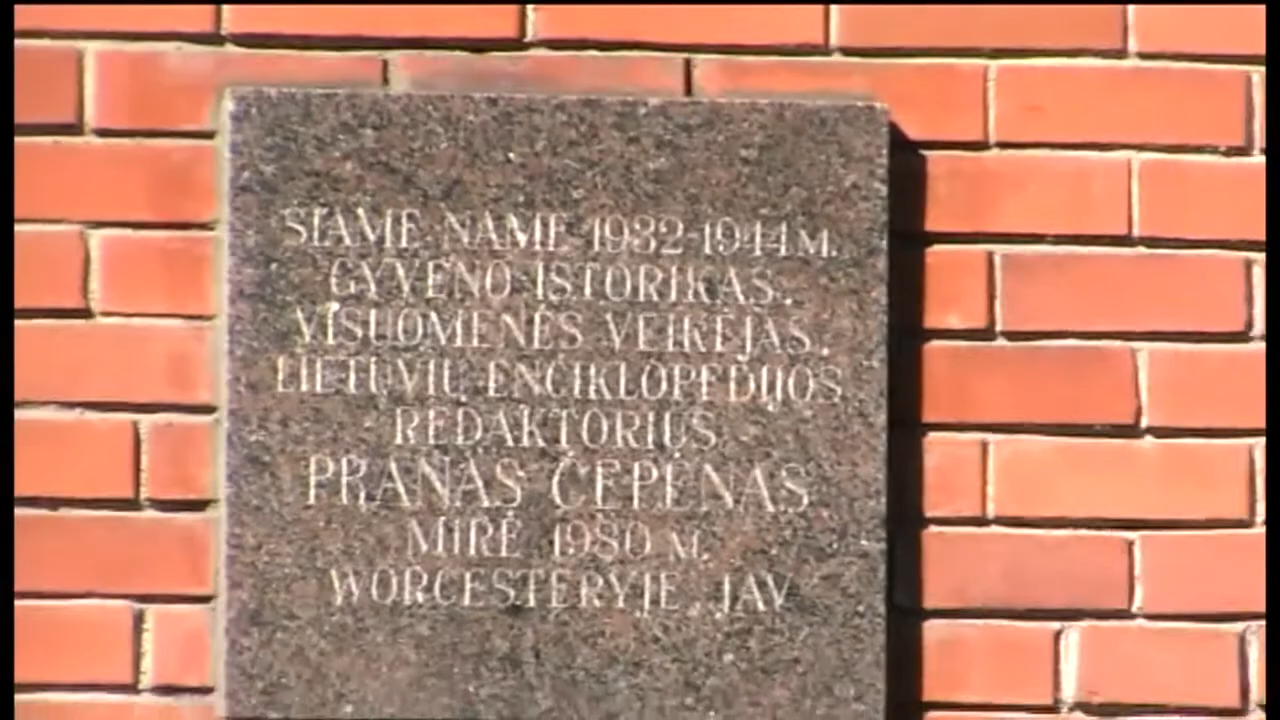 ŠIAME NAME 1932-1944 M.
GYVENO ISTORIKAS,
VISUOMENĖS VEIKĖJAS,
LIETUVIŲ ENCIKLOPEDIJOS
REDAKTORIUS
PRANAS ČEPĖNAS
MIRĖ 1980 M.
WORCESTERYJE, JAV